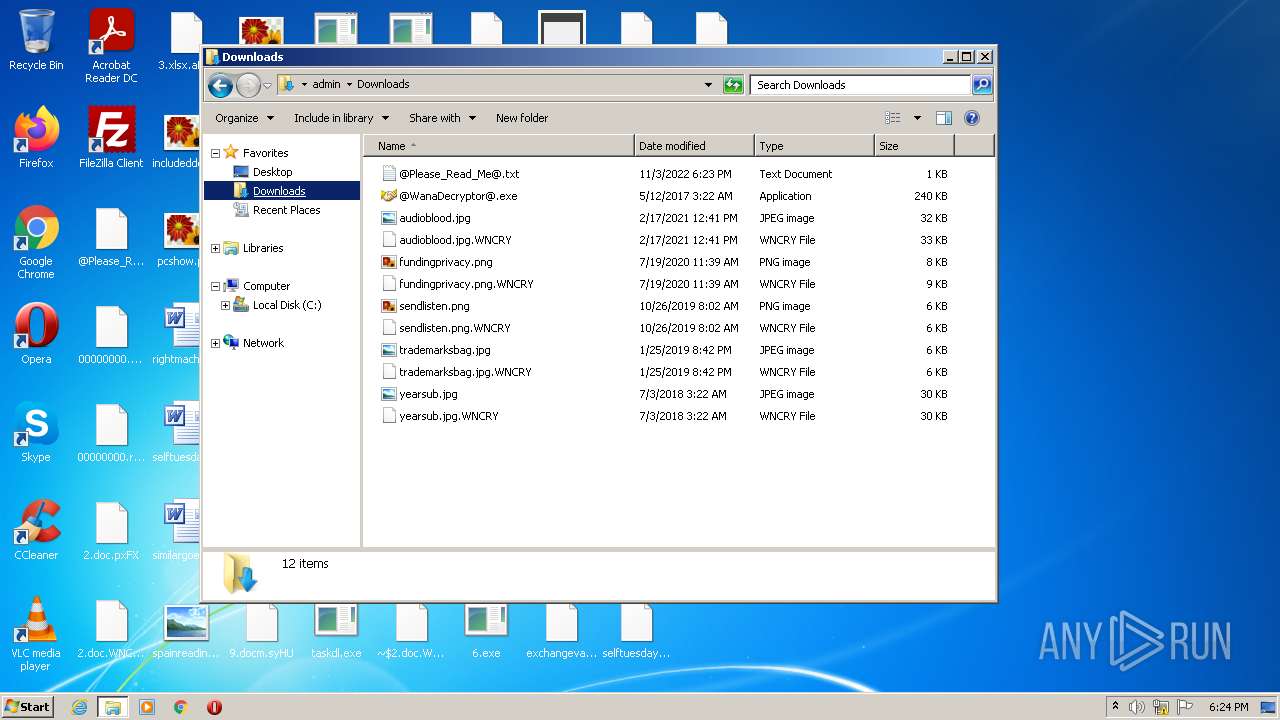 Recycle Bin
Acrobat Reader DC
Firefox
FileZilla Client
Google Chrome
@Please_R...
Opera
00000000....
Skype
00000000.r...
CCleaner
2.doc.pxFX
VLC media player
2.doc.WNC...
spainreadin...
9.docm.syHU
taskdl.exe
~$2.doc.W...
6.exe
exchangeva...
selftuesday...
Downloads
admin Downloads
Search Downloads
Organize Include in library Share with New folder
Favorites
Desktop
Downloads
Recent Places
Libraries
Computer
Local Disk (C:)
Network
Name Date modified Type Size
@Please_Read_Me@.txt 11/3/2022 6:23 PM Text Document 1 KB
@WanaDecryptor@.exe 5/12/2017 3:22 AM Application 240 KB
audioblood.jpg 2/17/2021 12:41 PM JPEG image 32 KB
audioblood.jpg.WNCRY 2/17/2021 12:41 PM WNCRY File 33 KB
fundingprivacy.png 7/19/2020 11:39 AM PNG image 8 KB
fundingprivacy.png.WNCRY 7/19/2020 11:39 AM WNCRY File 9 KB
sendlisten.png 10/26/2019 8:02 AM PNG image 6 KB
sendlisten.png.WNCRY 10/26/2019 8:02 AM WNCRY File 6 KB
trademarksbag.jpg 1/25/2019 8:42 PM JPEG image 6 KB
trademarksbag.jpg.WNCRY 1/25/2019 8:42 PM WNCRY File 6 KB
yearsub.jpg 7/3/2018 3:22 AM JPEG image 30 KB
yearsub.jpg.WNCRY 7/3/2018 3:22 AM WNCRY File 30 KB
12 items
ANY RUN
Start
6:24 PM